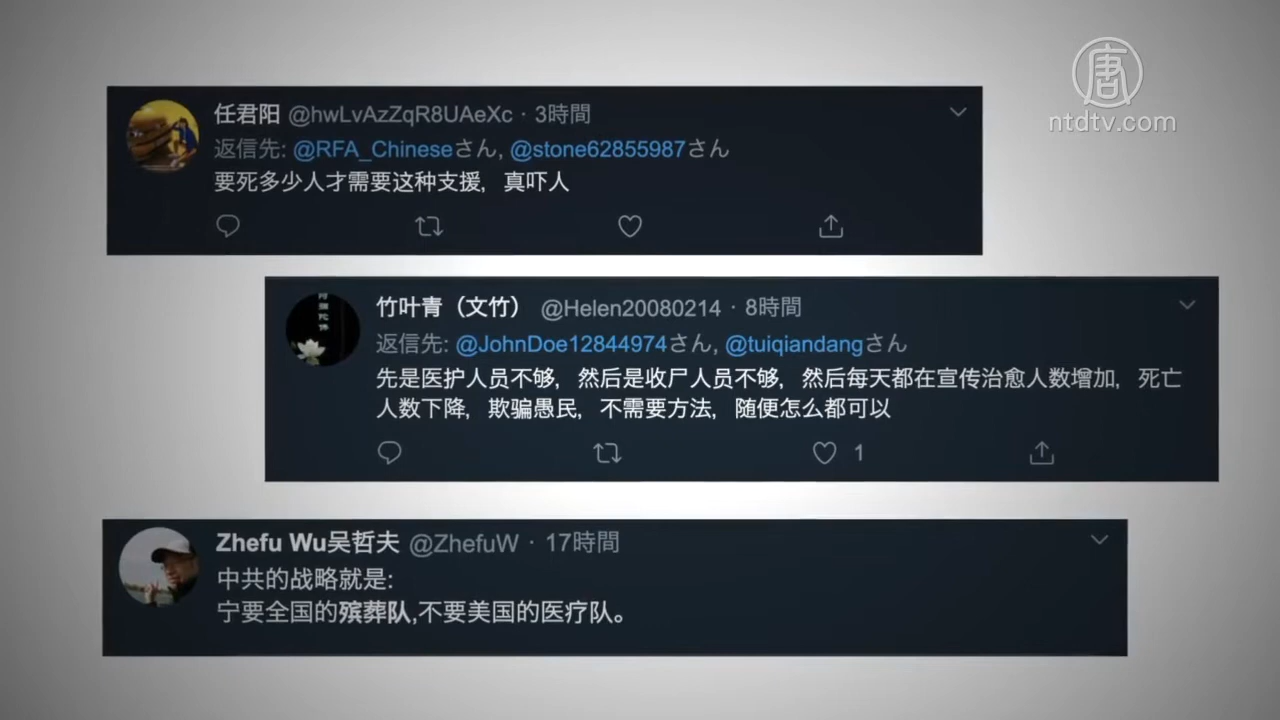 唐
ntdtv.com
任君阳 @hwLvAzZqR8UAeXc · 3時間
返信先: @RFA_Chineseさん, @stone62855987さん
要死多少人才需要这种支援，真吓人
阿彌陀佛
竹叶青（文竹） @Helen20080214 · 8時間
返信先: @JohnDoe12844974さん, @tuiqiandangさん
先是医护人员不够，然后是收尸人员不够，然后每天都在宣传治愈人数增加，死亡
人数下降，欺骗愚民，不需要方法，随便怎么都可以
1
Zhefu Wu吴哲夫 @ZhefuW · 17時間
中共的战略就是:
宁要全国的殡葬队,不要美国的医疗队。